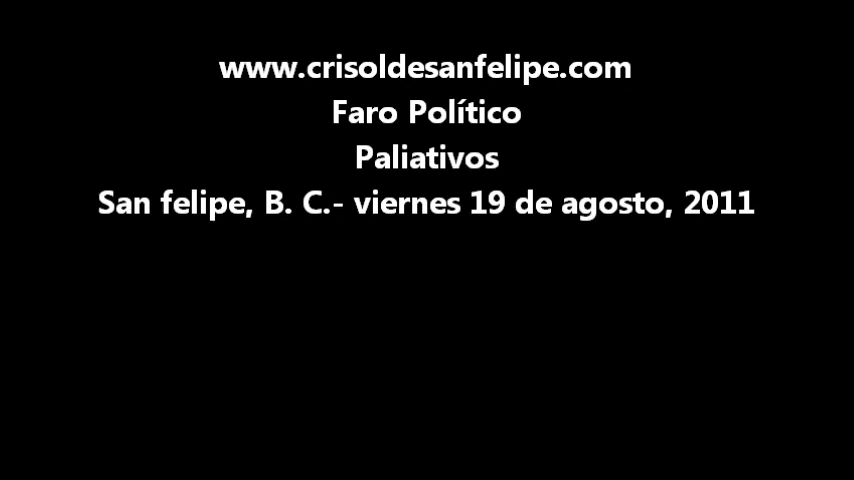 www.crisoldesanfelipe.com
Faro Político
Paliativos
San felipe, B. C.- viernes 19 de agosto, 2011